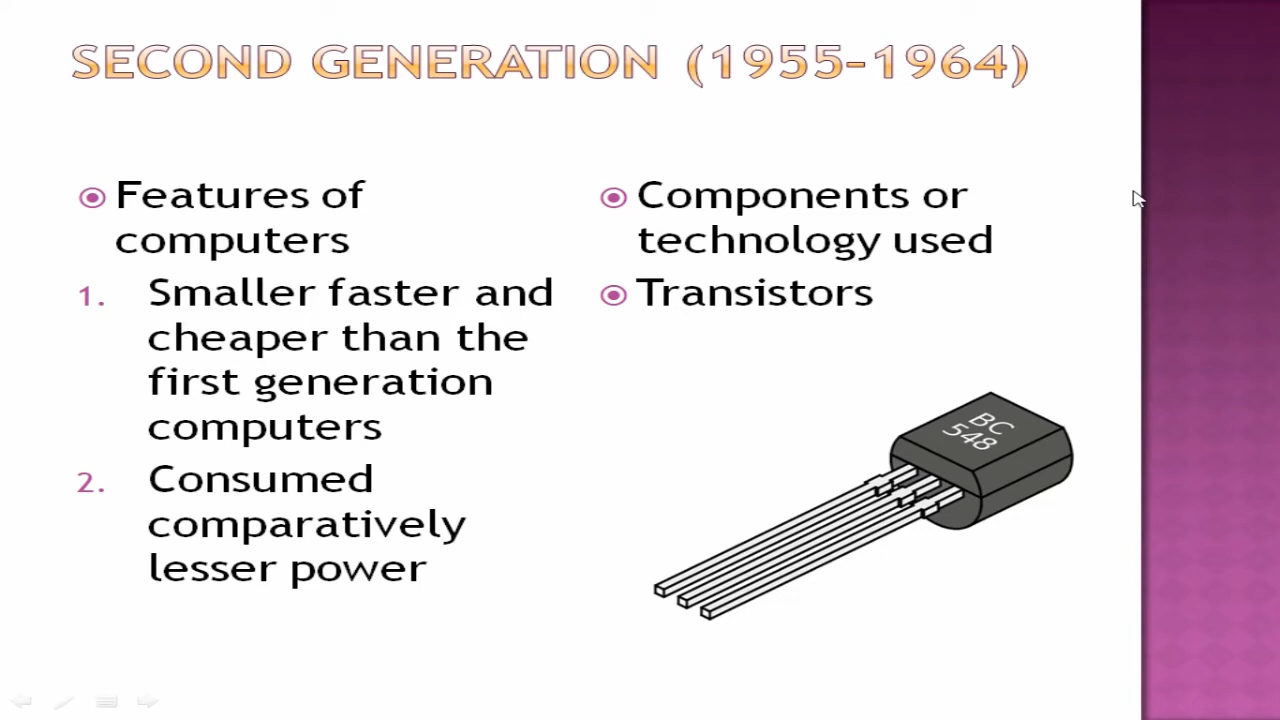 SECOND GENERATION (1955-1964)
Features of
computers
1. Smaller faster and
cheaper than the
first generation
computers
2. Consumed
comparatively
lesser power
Components or
technology used
Transistors
BC
548